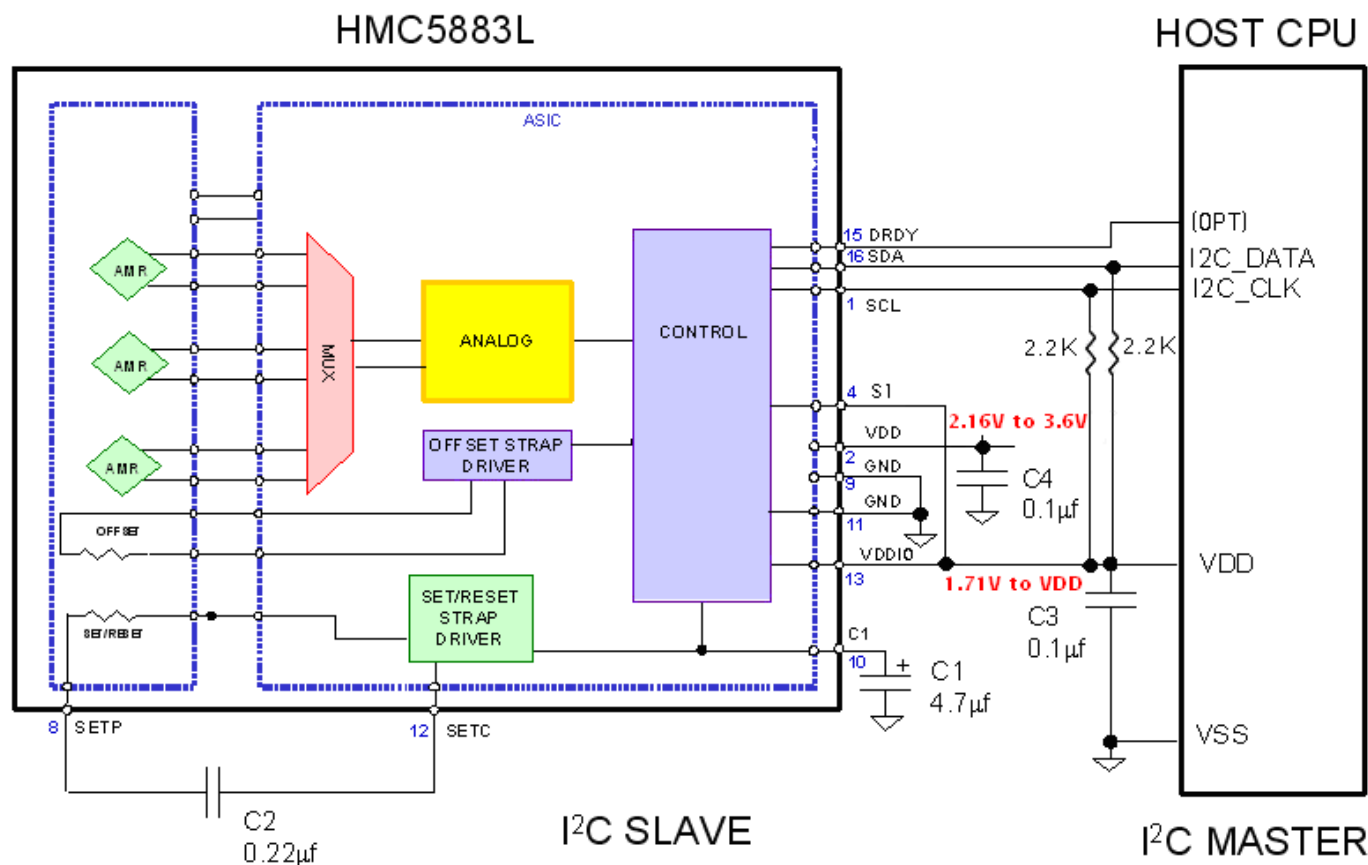 HMC5883L
HOST CPU
ASIC
AMR
AMR
AMR
MUX
ANALOG
CONTROL
OFFSET STRAP
DRIVER
OFFSET
SET/RESET
SET/RESET
STRAP
DRIVER
15 DRDY
16 SDA
1 SCL
4 S1
VDD
2
GND
9
GND
11
VDDIO
13
C1
10
8 SETP
12 SETC
(OPT)
I2C_DATA
I2C_CLK
2.2K
2.2K
2.16V to 3.6V
C4
0.1µf
1.71V to VDD
VDD
C3
0.1µf
+
C1
4.7µf
VSS
C2
0.22µf
I²C SLAVE
I²C MASTER